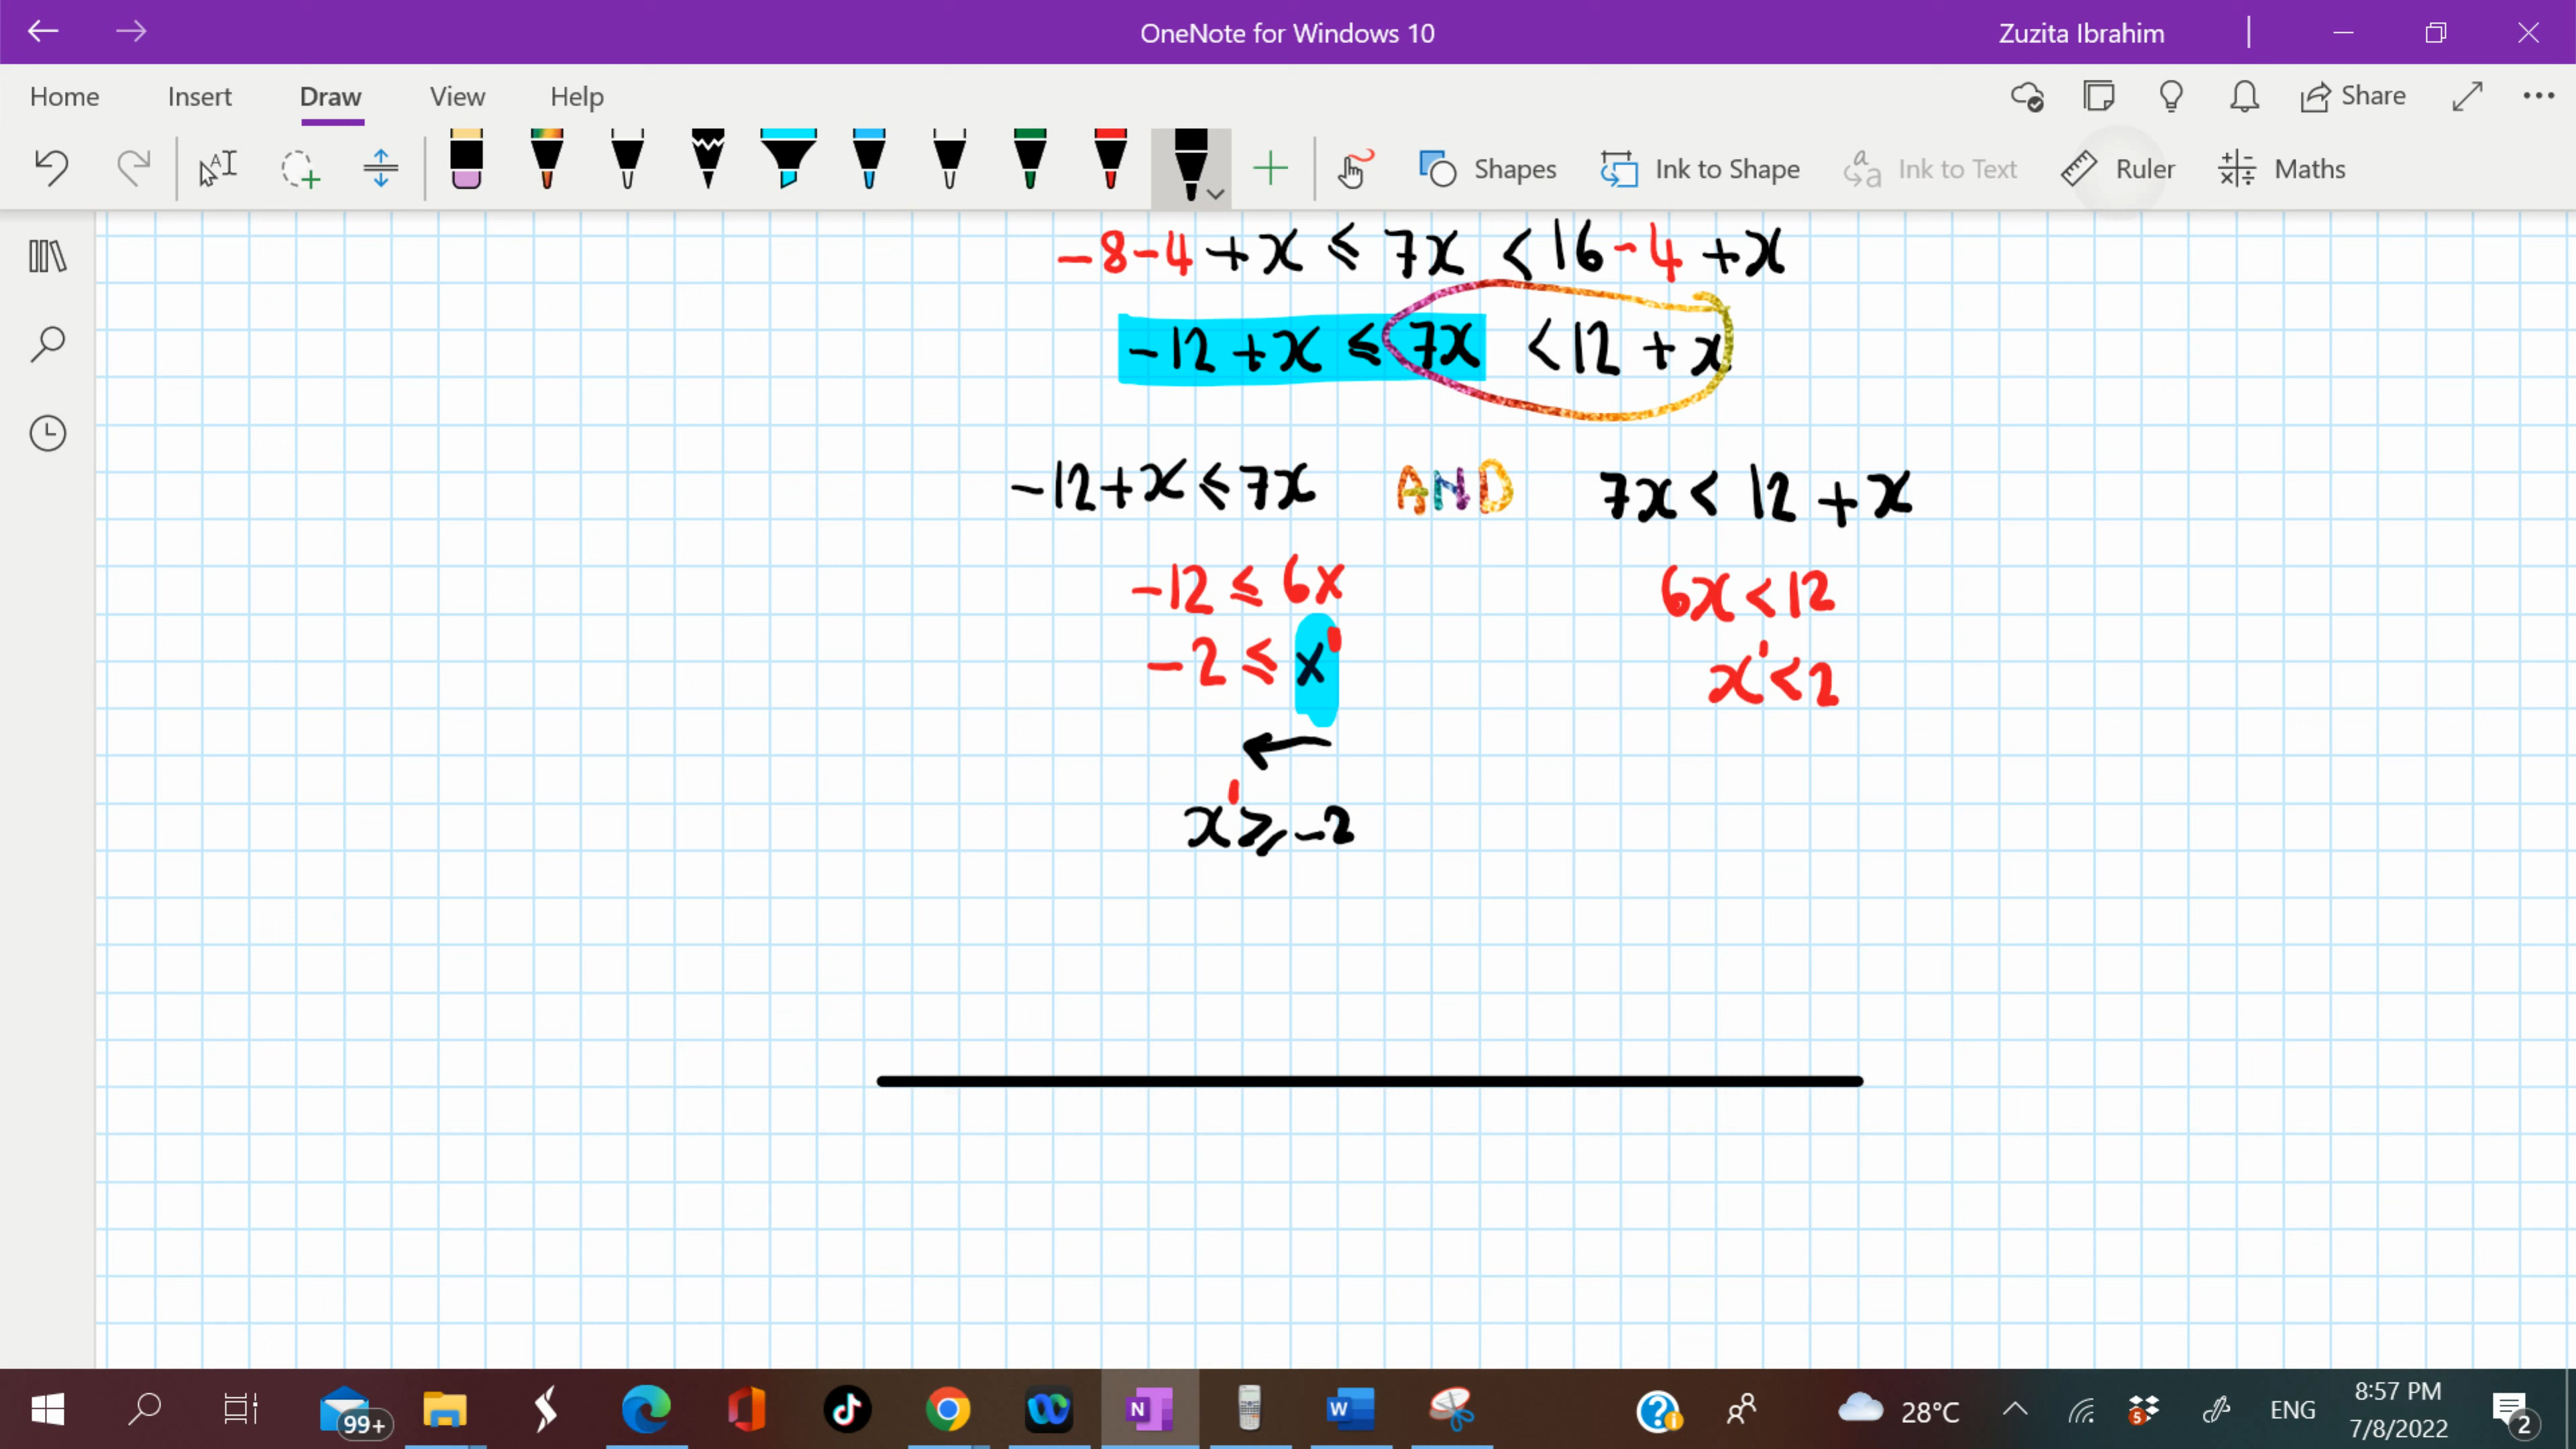 OneNote for Windows 10
Zuzita Ibrahim
Home Insert Draw View Help
Share
Shapes Ink to Shape Ink to Text Ruler Maths
-8-4+x ≤ 7x < 16-4+x
-12+x ≤ 7x < 12+x
-12+x ≤ 7x AND 7x < 12+x
-12 ≤ 6x 6x < 12
-2 ≤ x x < 2
x ≥ -2
99+
28°C
5
ENG
8:57 PM
7/8/2022
2